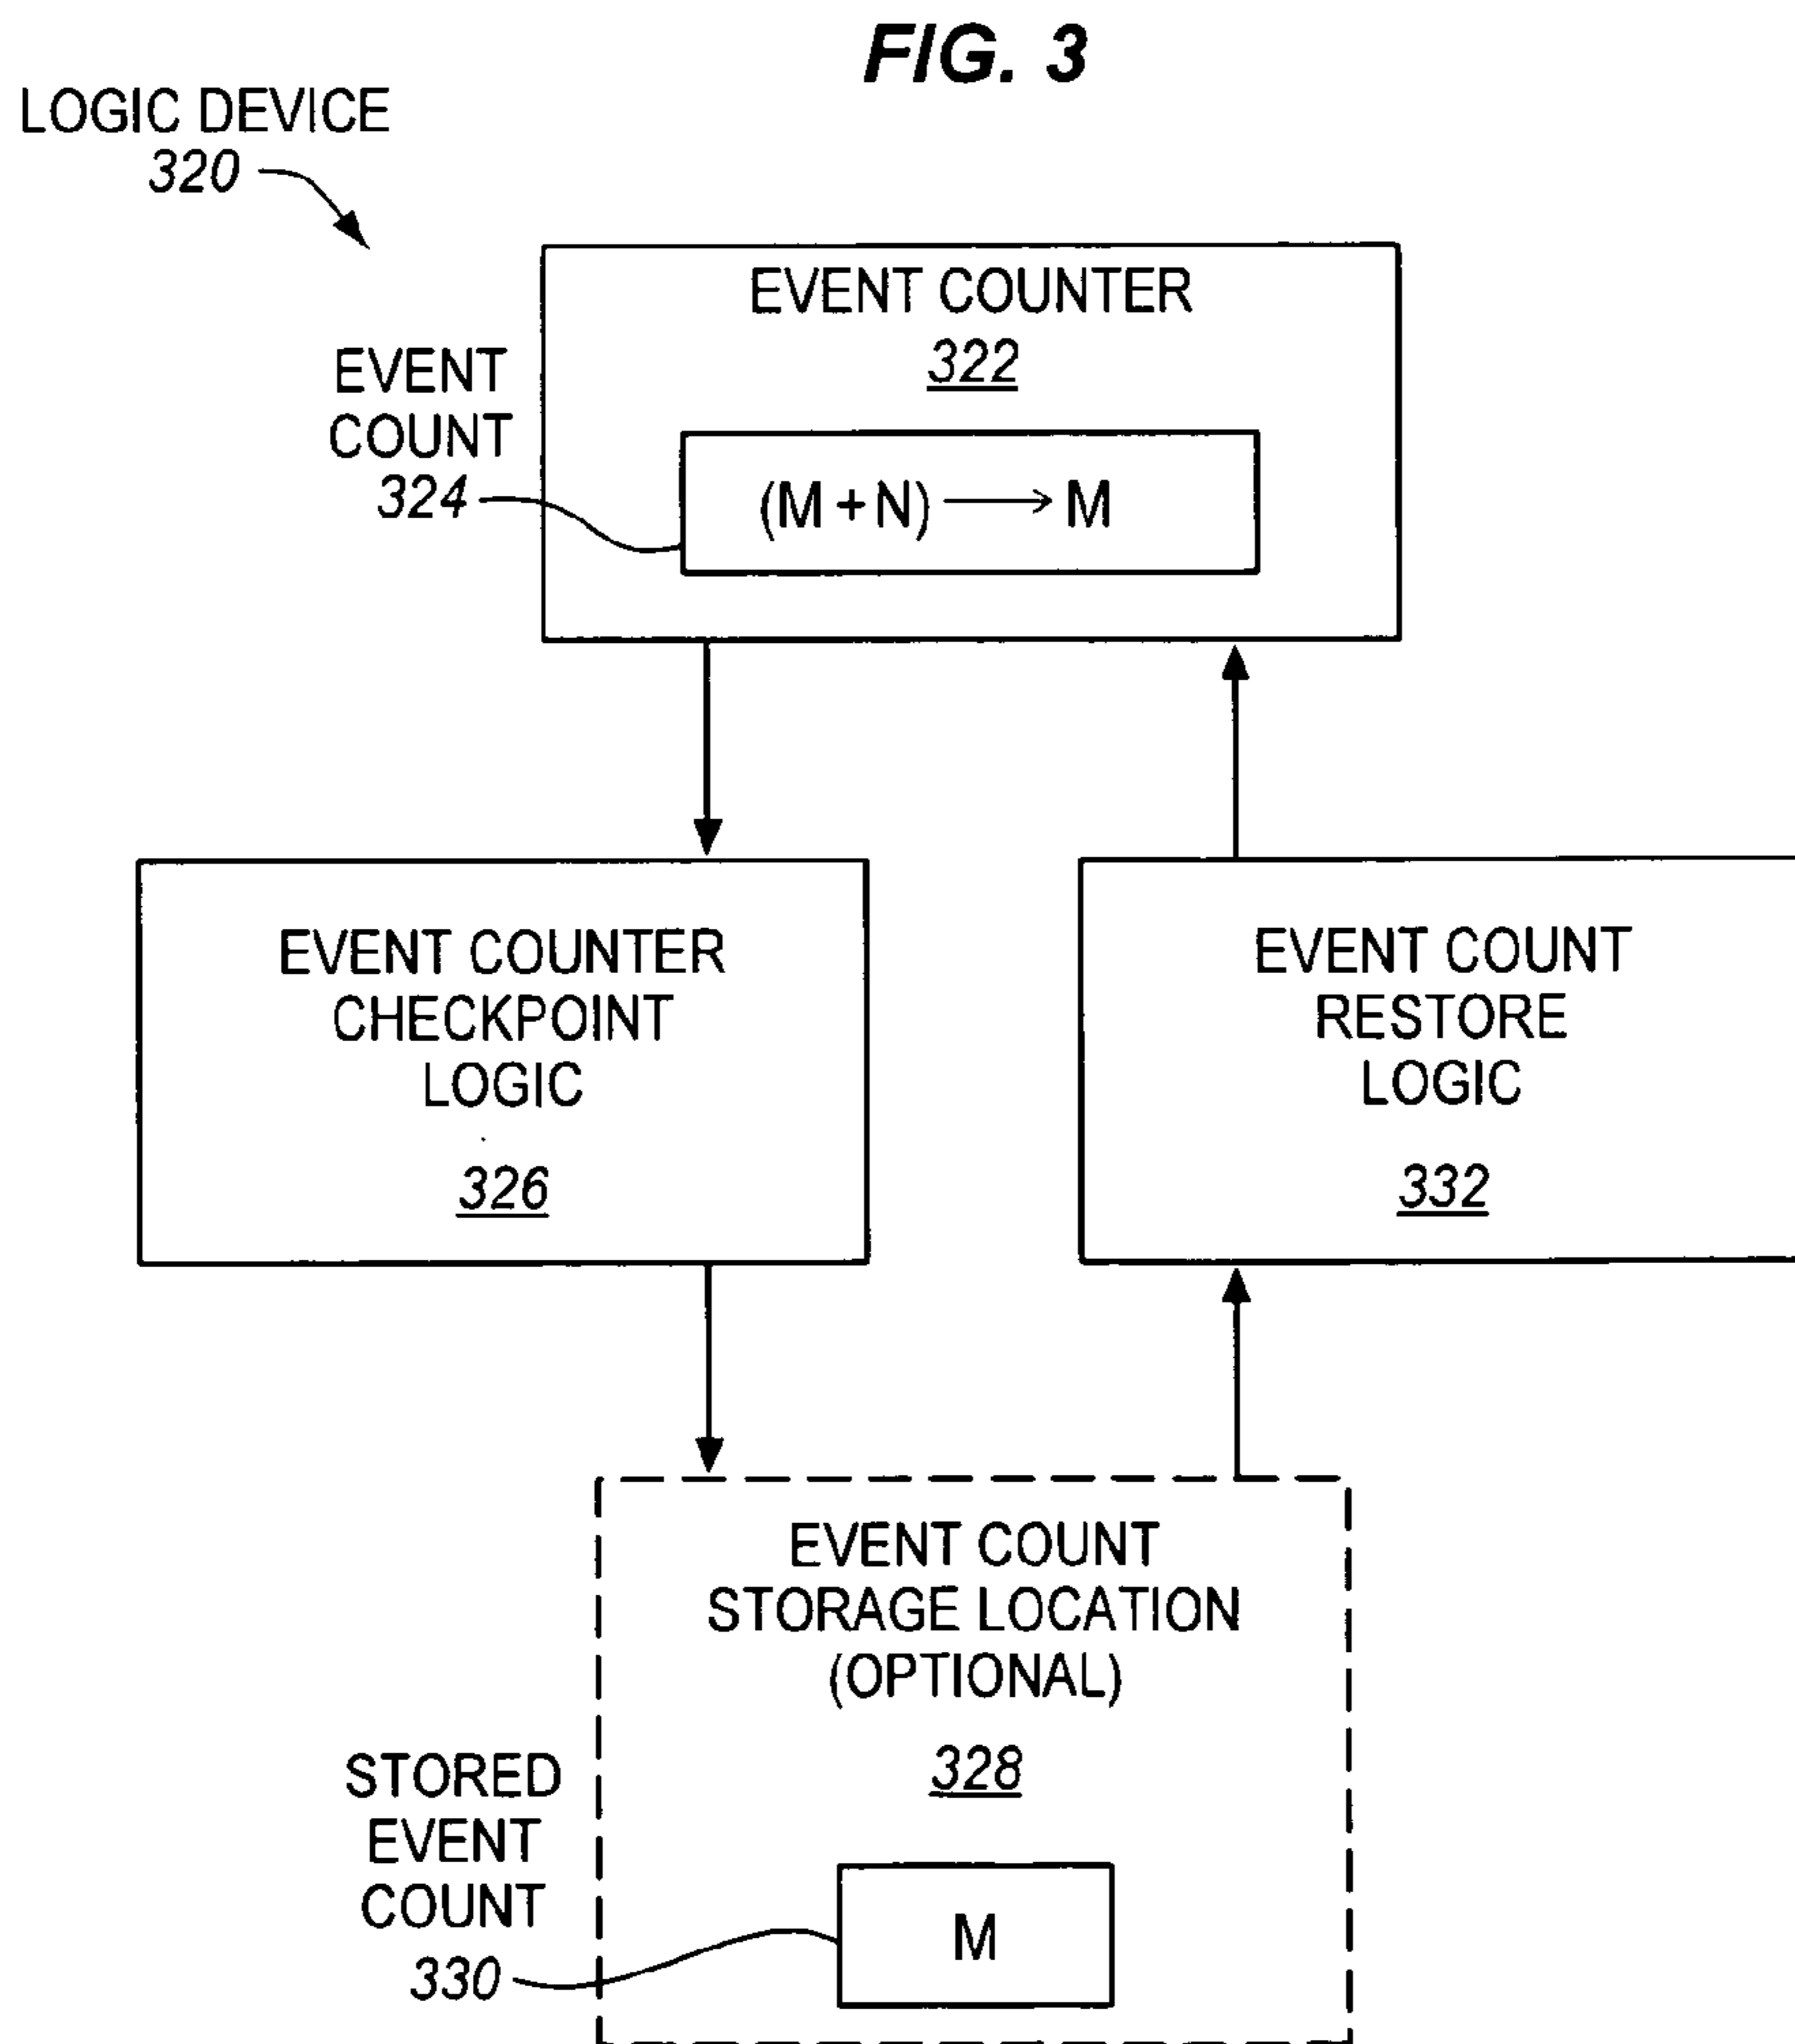 FIG. 3
LOGIC DEVICE
320
EVENT COUNTER
322
EVENT
COUNT
324
(M + N) ⟶ M
EVENT COUNTER
CHECKPOINT
LOGIC
326
EVENT COUNT
RESTORE
LOGIC
332
EVENT COUNT
STORAGE LOCATION
(OPTIONAL)
328
STORED
EVENT
COUNT
330
M